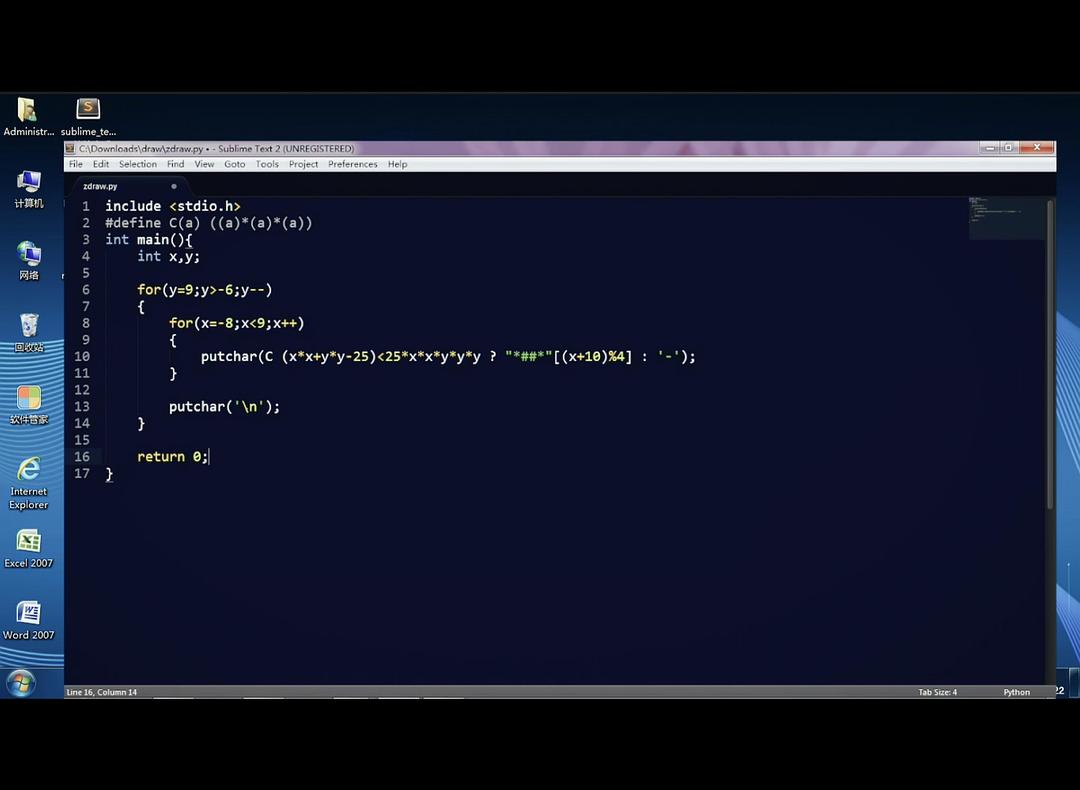 Administr...
sublime_te...
计算机
网络
回收站
软件管家
Internet
Explorer
Excel 2007
Word 2007
C:\Downloads\draw\zdraw.py • - Sublime Text 2 (UNREGISTERED)
File Edit Selection Find View Goto Tools Project Preferences Help
zdraw.py
1 include <stdio.h>
2 #define C(a) ((a)*(a)*(a))
3 int main(){
4     int x,y;
5
6     for(y=9;y>-6;y--)
7     {
8         for(x=-8;x<9;x++)
9         {
10             putchar(C (x*x+y*y-25)<25*x*x*y*y*y ? "*##*"[(x+10)%4] : '-');
11         }
12
13         putchar('\n');
14     }
15
16     return 0;
17 }
Line 16, Column 14
Tab Size: 4
Python
22